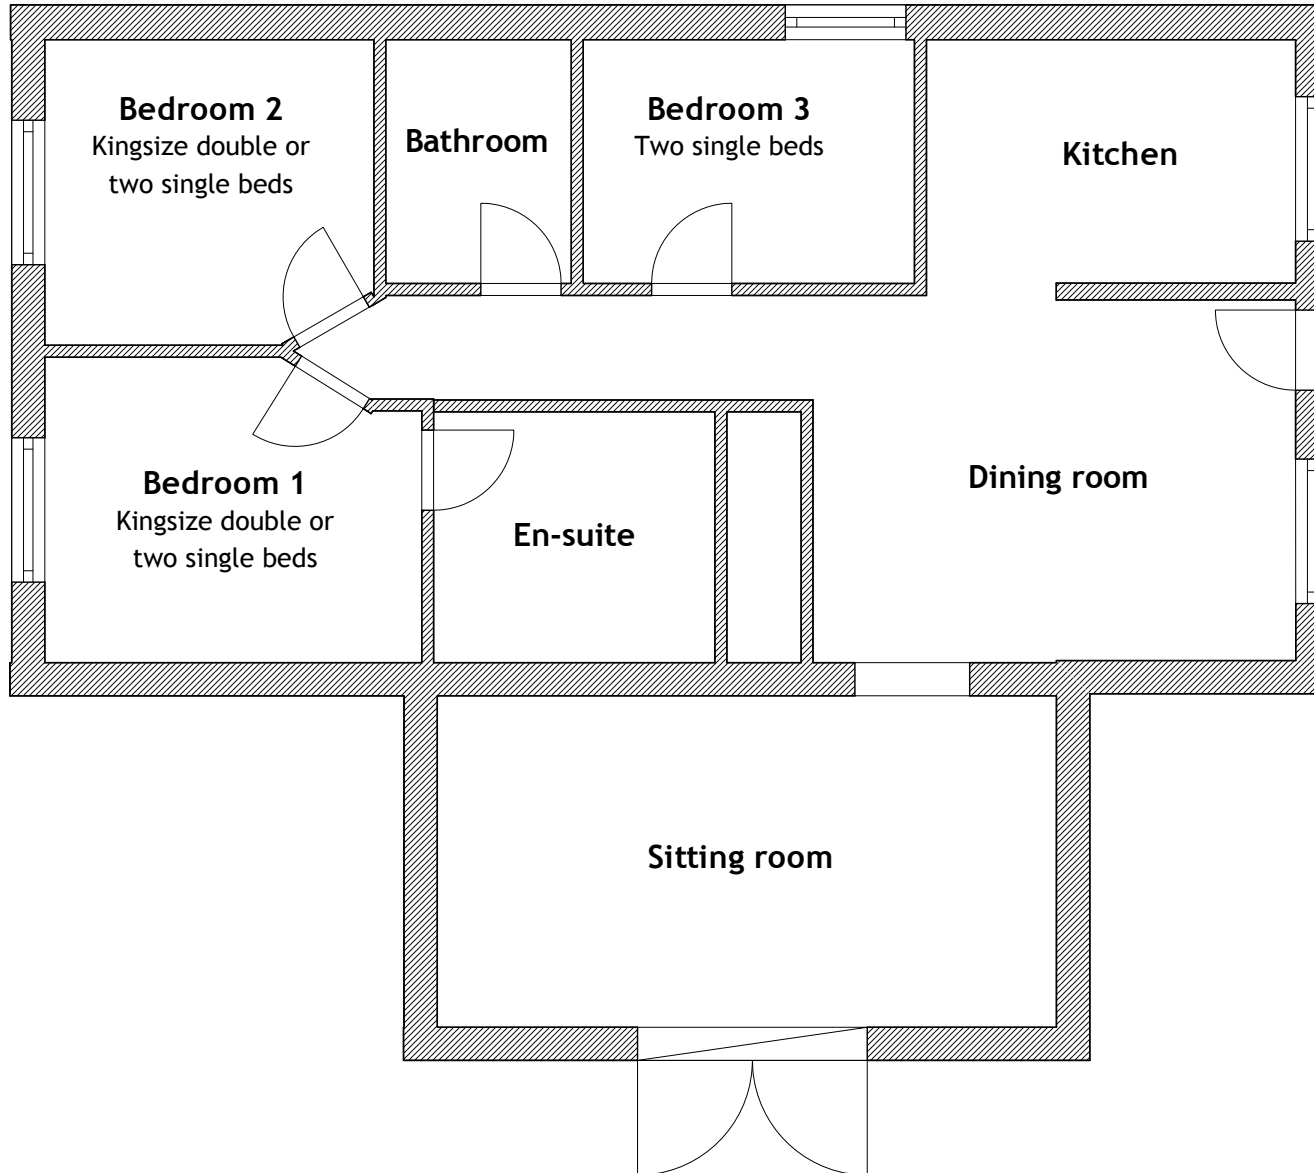 Bedroom 2
Kingsize double or
two single beds
Bathroom
Bedroom 3
Two single beds
Kitchen
Bedroom 1
Kingsize double or
two single beds
En-suite
Dining room
Sitting room